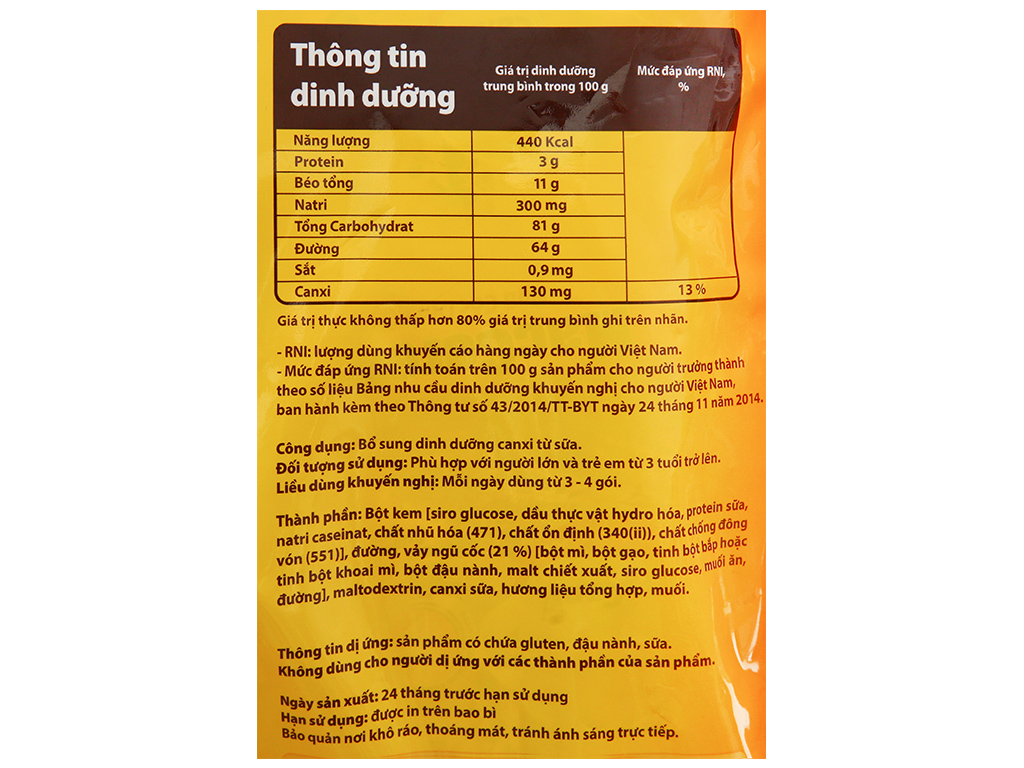 Thông tin
dinh dưỡng
Giá trị dinh dưỡng
trung bình trong 100 g
Mức đáp ứng RNI,
%
Năng lượng 440 Kcal
Protein 3 g
Béo tổng 11 g
Natri 300 mg
Tổng Carbohydrat 81 g
Đường 64 g
Sắt 0,9 mg
Canxi 130 mg 13 %
Giá trị thực không thấp hơn 80% giá trị trung bình ghi trên nhãn.
- RNI: lượng dùng khuyến cáo hàng ngày cho người Việt Nam.
- Mức đáp ứng RNI: tính toán trên 100 g sản phẩm cho người trưởng thành
theo số liệu Bảng nhu cầu dinh dưỡng khuyến nghị cho người Việt Nam,
ban hành kèm theo Thông tư số 43/2014/TT-BYT ngày 24 tháng 11 năm 2014.
Công dụng: Bổ sung dinh dưỡng canxi từ sữa.
Đối tượng sử dụng: Phù hợp với người lớn và trẻ em từ 3 tuổi trở lên.
Liều dùng khuyến nghị: Mỗi ngày dùng từ 3 - 4 gói.
Thành phần: Bột kem [siro glucose, dầu thực vật hydro hóa, protein sữa,
natri caseinat, chất nhũ hóa (471), chất ổn định (340(ii)), chất chống đông
vón (551)], đường, vảy ngũ cốc (21 %) [bột mì, bột gạo, tinh bột bắp hoặc
tinh bột khoai mì, bột đậu nành, malt chiết xuất, siro glucose, muối ăn,
đường], maltodextrin, canxi sữa, hương liệu tổng hợp, muối.
Thông tin dị ứng: sản phẩm có chứa gluten, đậu nành, sữa.
Không dùng cho người dị ứng với các thành phần của sản phẩm.
Ngày sản xuất: 24 tháng trước hạn sử dụng
Hạn sử dụng: được in trên bao bì
Bảo quản nơi khô ráo, thoáng mát, tránh ánh sáng trực tiếp.